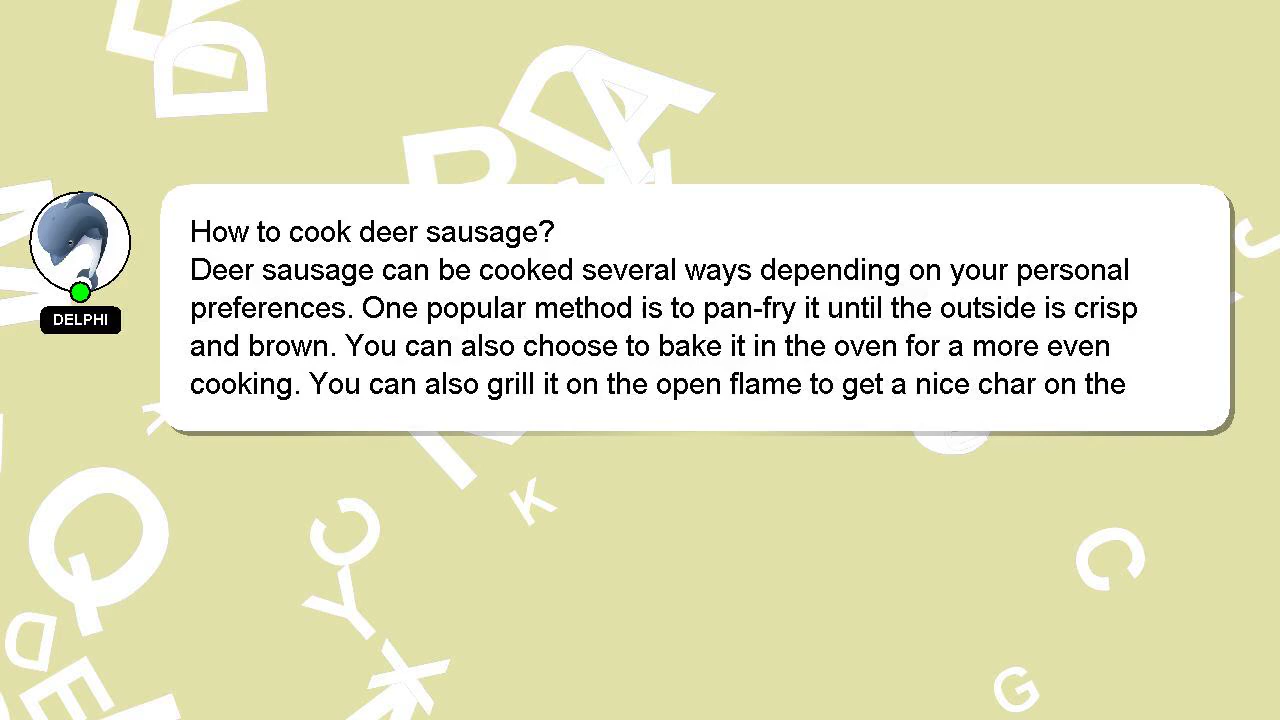 How to cook deer sausage?
Deer sausage can be cooked several ways depending on your personal
preferences. One popular method is to pan-fry it until the outside is crisp
and brown. You can also choose to bake it in the oven for a more even
cooking. You can also grill it on the open flame to get a nice char on the
DELPHI
D
A
K
Q
C
Y
C
D
E
X
G
J